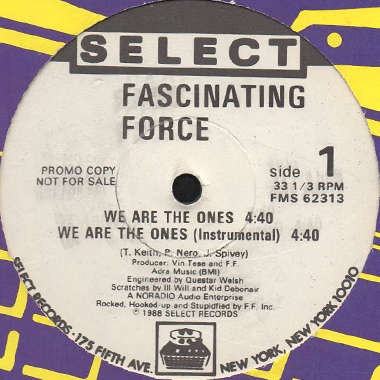 SELECT
FASCINATING
FORCE
PROMO COPY
NOT FOR SALE
side 1
33 1/3 RPM
FMS 62313
WE ARE THE ONES 4:40
WE ARE THE ONES (Instrumental) 4:40
(T. Keith, P. Nero, J. Spivey)
Producer: Vin Tese and F.F.
Adra Music (BMI)
Engineered by Questar Welsh
Scratches by Ill Will and Kid Debonair
A NORADIO Audio Enterprise
Rocked, Hooked-up and Stupidfied by F.F. Inc.
© 1988 SELECT RECORDS
SELECT RECORDS · 175 FIFTH AVE. NEW YORK, NEW YORK 10010